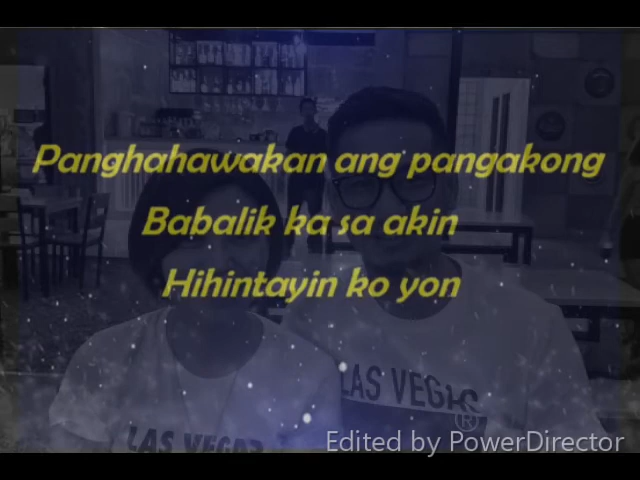 Panghahawakan ang pangakong
Babalik ka sa akin
Hihintayin ko yon
LAS VEGAS
LAS VEGAS
®
Edited by PowerDirector